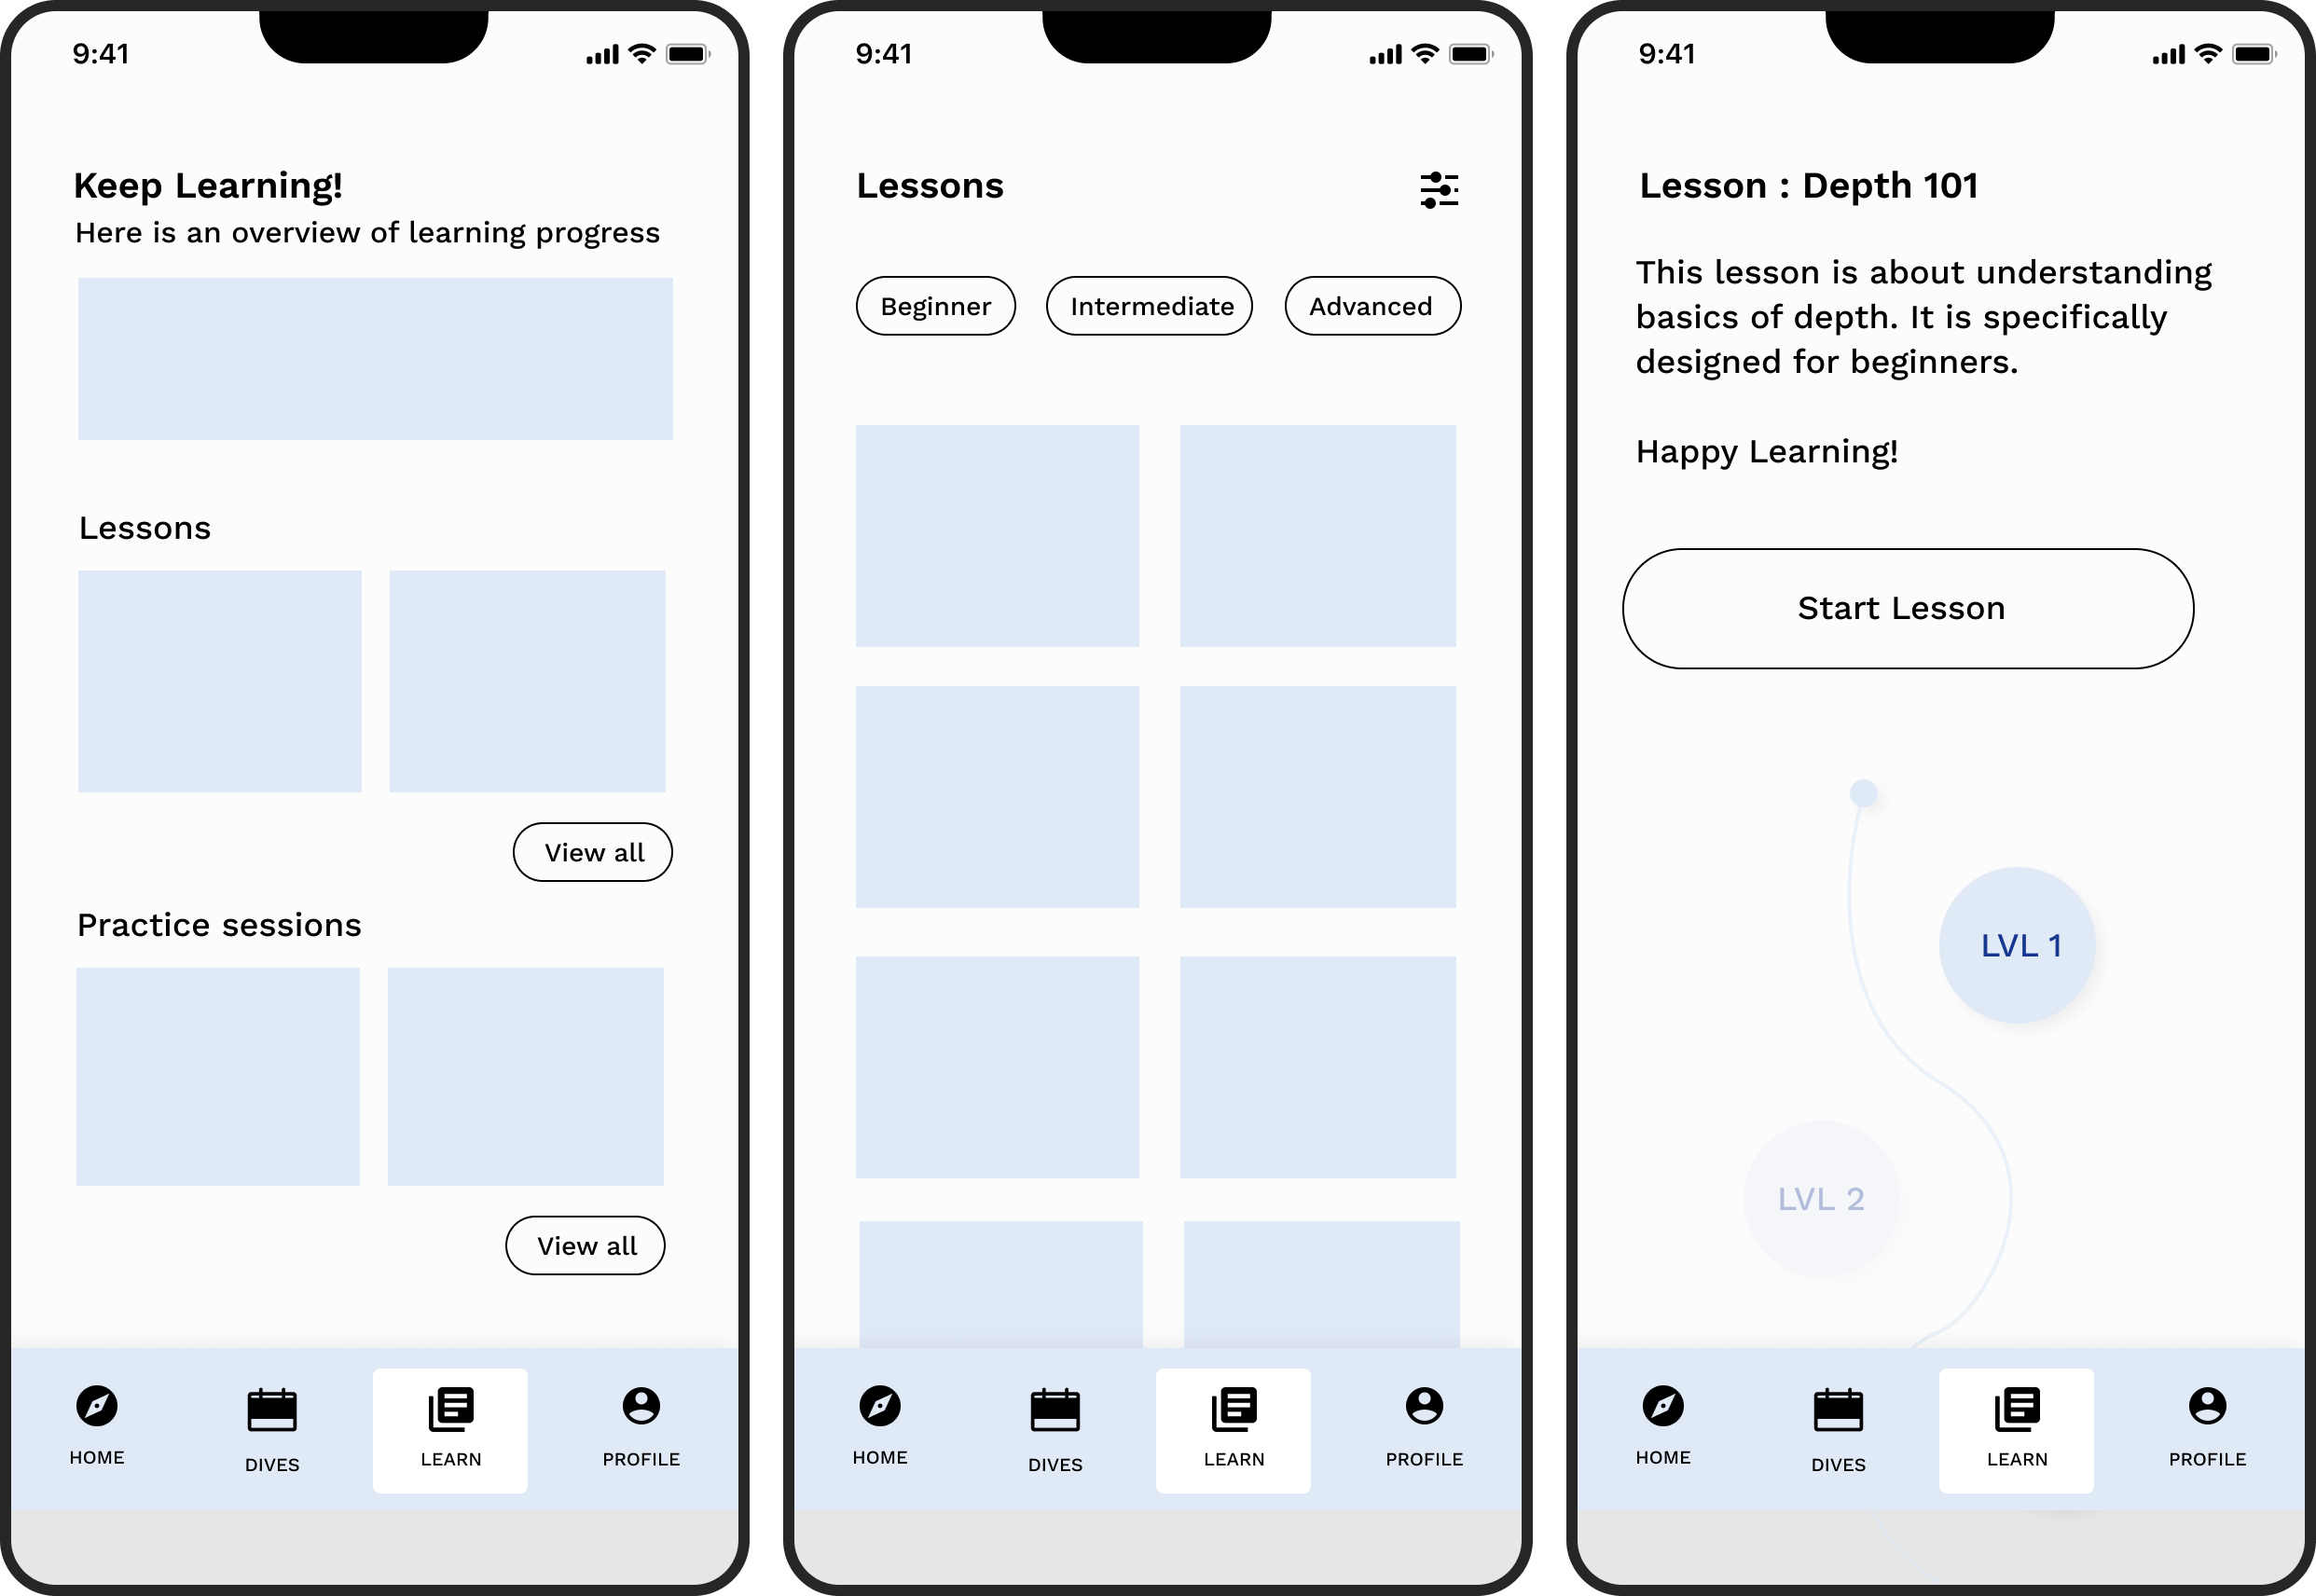 9:41
Keep Learning!
Here is an overview of learning progress
Lessons
View all
Practice sessions
View all
HOME
DIVES
LEARN
PROFILE
9:41
Lessons
Beginner
Intermediate
Advanced
HOME
DIVES
LEARN
PROFILE
9:41
Lesson : Depth 101
This lesson is about understanding
basics of depth. It is specifically
designed for beginners.
Happy Learning!
Start Lesson
LVL 1
LVL 2
HOME
DIVES
LEARN
PROFILE